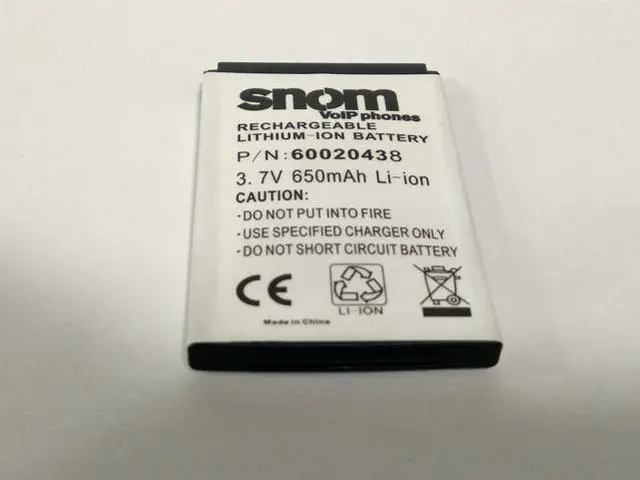 snom
VoIP phones
RECHARGEABLE
LITHIUM-ION BATTERY
P/N:60020438
3.7V 650mAh Li-ion
CAUTION:
·DO NOT PUT INTO FIRE
·USE SPECIFIED CHARGER ONLY
·DO NOT SHORT CIRCUIT BATTERY
CE
LI-ION
Made in China